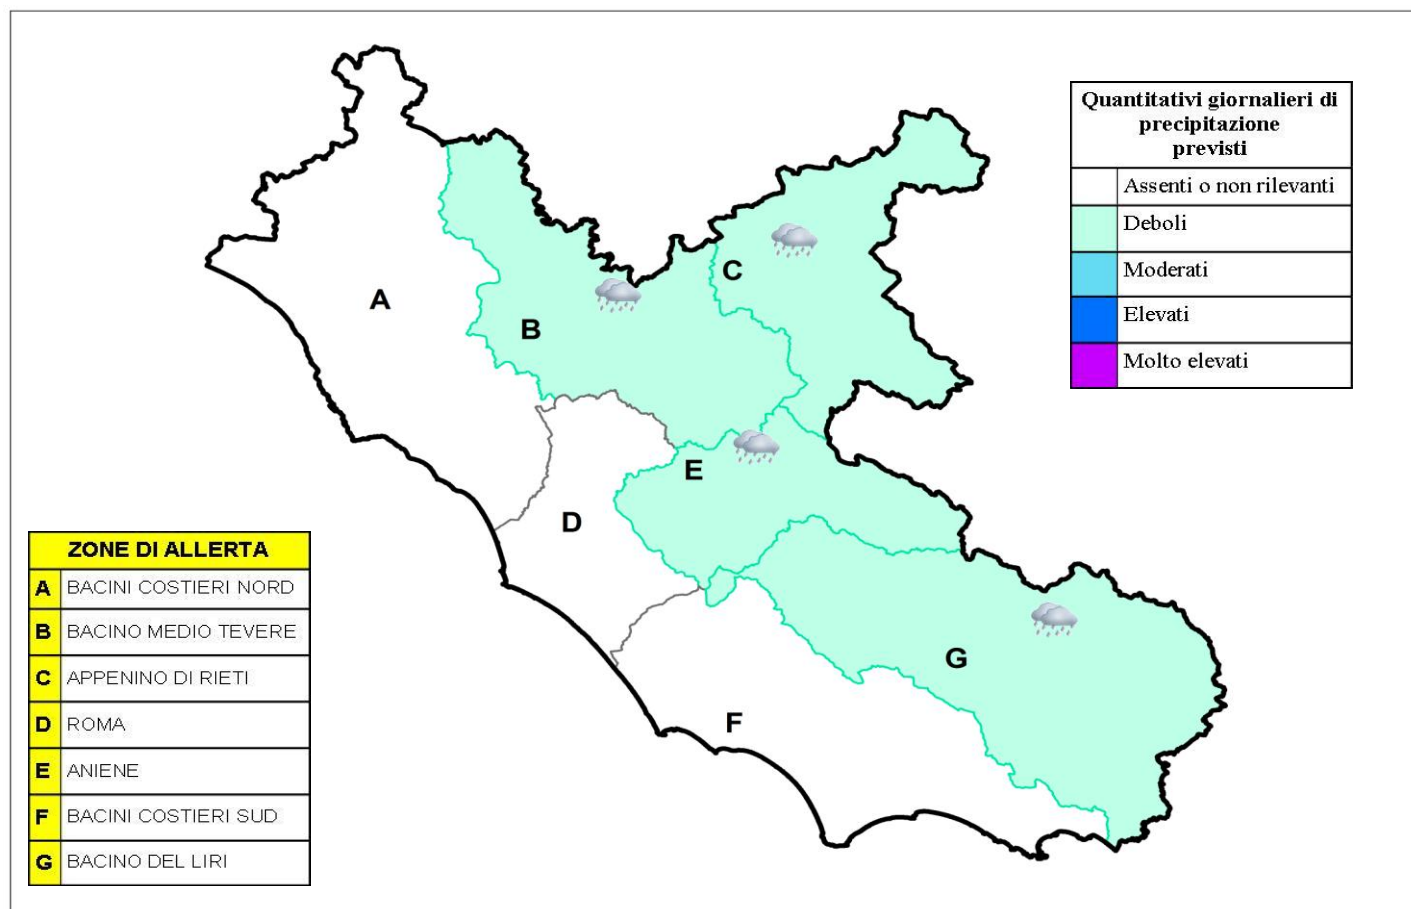 Quantitativi giornalieri di
precipitazione
previsti
Assenti o non rilevanti
Deboli
Moderati
Elevati
Molto elevati
A
B
C
D
E
F
G
ZONE DI ALLERTA
A BACINI COSTIERI NORD
B BACINO MEDIO TEVERE
C APPENINO DI RIETI
D ROMA
E ANIENE
F BACINI COSTIERI SUD
G BACINO DEL LIRI